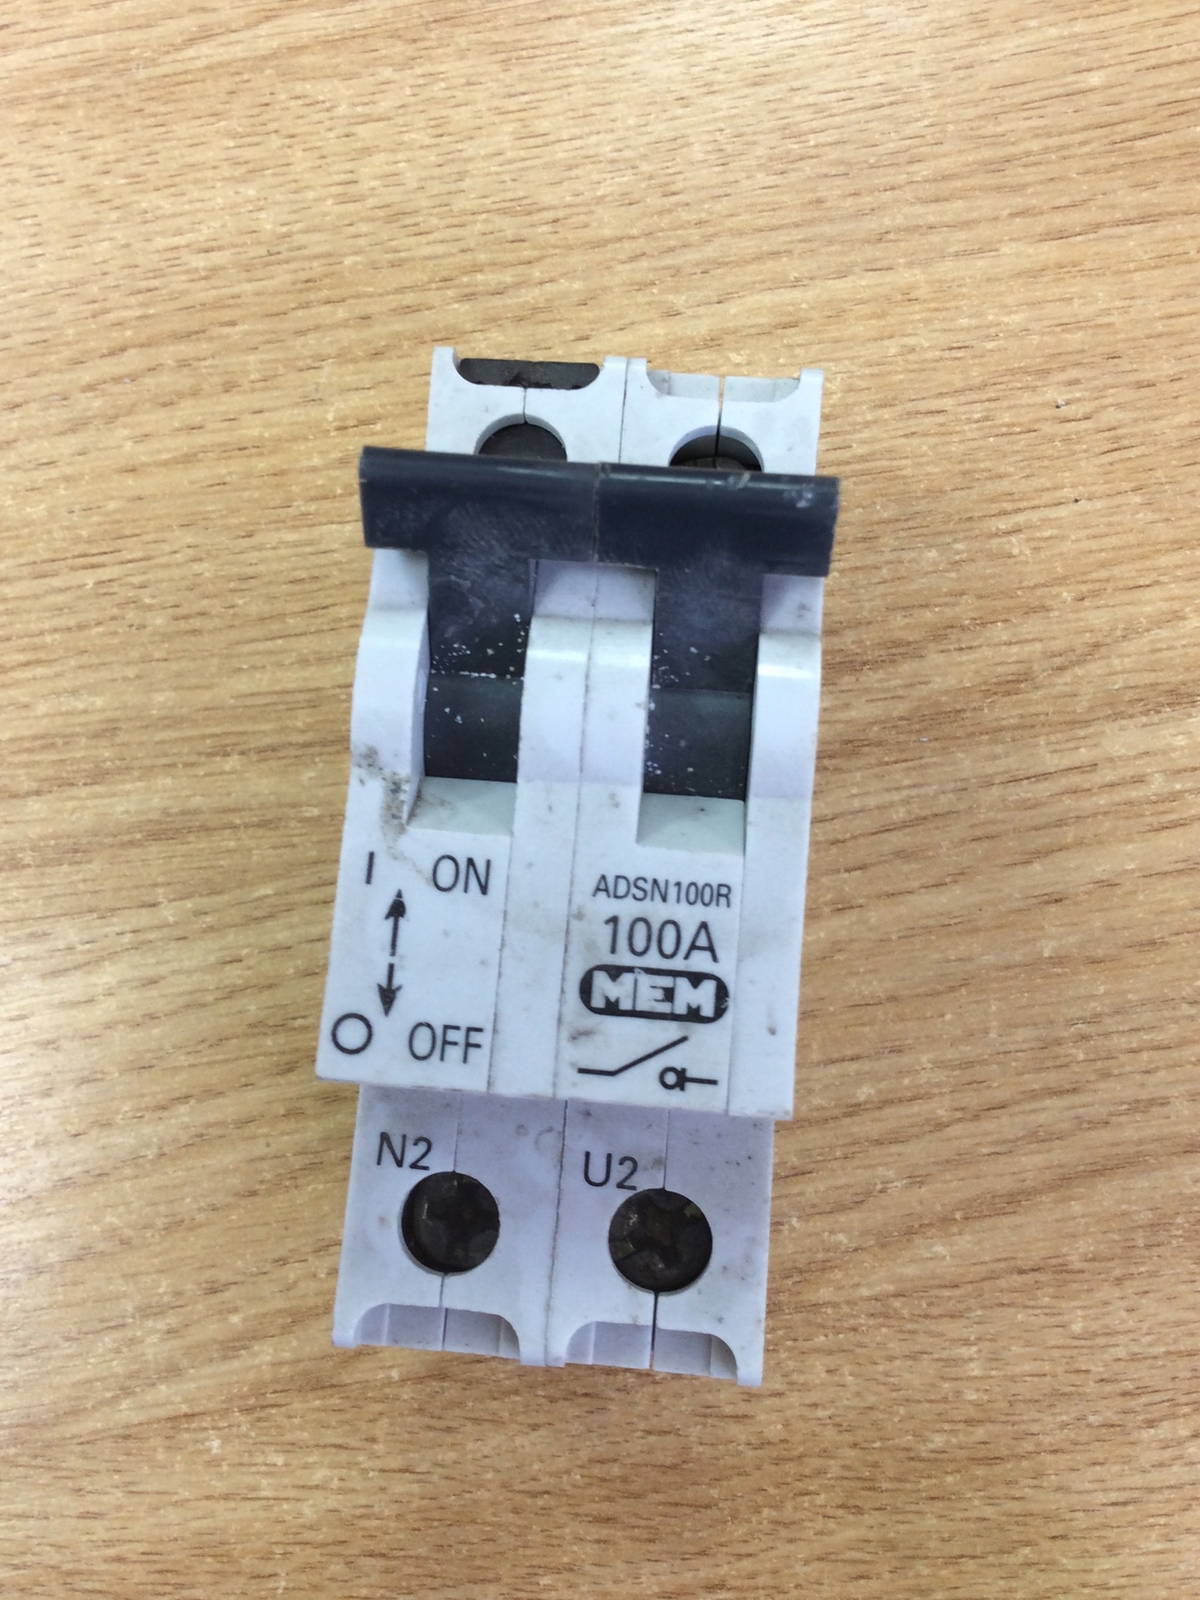 I ON
O OFF
ADSN100R
100A
MEM
N2
U2